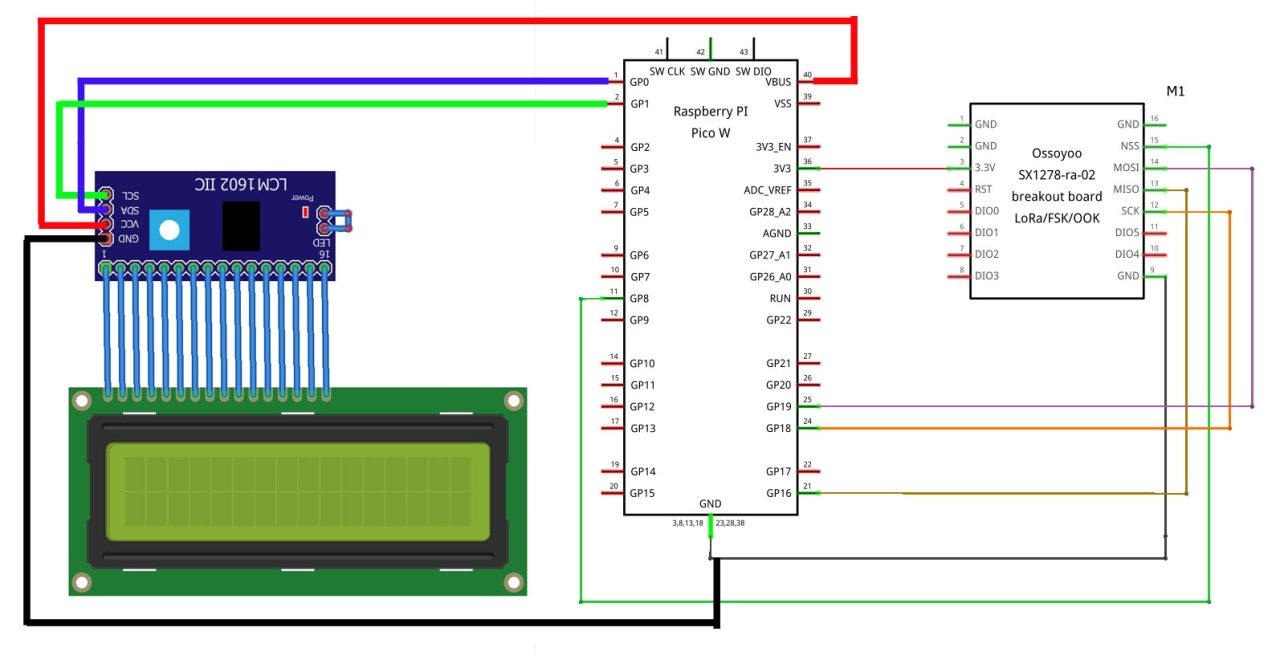 41 42 43
SW CLK SW GND SW DIO
1 GP0
2 GP1
4 GP2
5 GP3
6 GP4
7 GP5
9 GP6
10 GP7
11 GP8
12 GP9
14 GP10
15 GP11
16 GP12
17 GP13
19 GP14
20 GP15
Raspberry PI
Pico W
VBUS 40
VSS 39
3V3_EN 37
3V3 36
ADC_VREF 35
GP28_A2 34
AGND 33
GP27_A1 32
GP26_A0 31
RUN 30
GP22 29
GP21 27
GP20 26
GP19 25
GP18 24
GP17 22
GP16 21
GND
3,8,13,18 23,28,38
M1
1 GND
2 GND
3 3.3V
4 RST
5 DIO0
6 DIO1
7 DIO2
8 DIO3
Ossoyoo
SX1278-ra-02
breakout board
LoRa/FSK/OOK
GND 16
NSS 15
MOSI 14
MISO 13
SCK 12
DIO5 11
DIO4 10
GND 9
LCM1602 IIC
SCL
SDA
VCC
GND
Power
LED
1 16